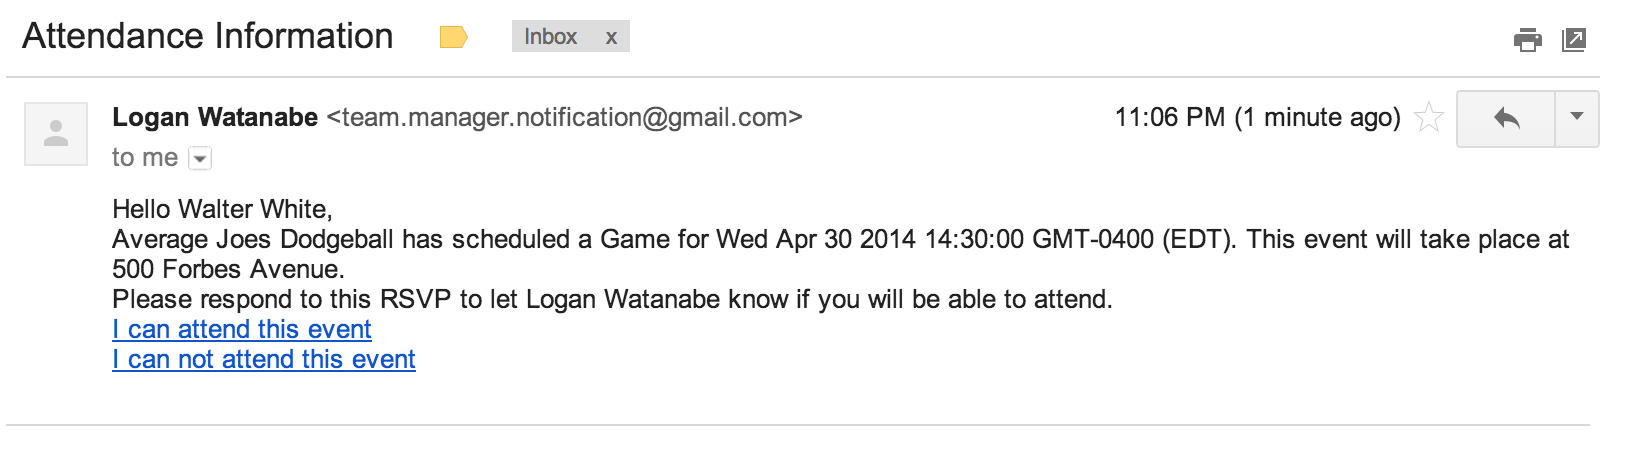 Attendance Information Inbox x
Logan Watanabe <team.manager.notification@gmail.com> 11:06 PM (1 minute ago)
to me
Hello Walter White,
Average Joes Dodgeball has scheduled a Game for Wed Apr 30 2014 14:30:00 GMT-0400 (EDT). This event will take place at
500 Forbes Avenue.
Please respond to this RSVP to let Logan Watanabe know if you will be able to attend.
I can attend this event
I can not attend this event